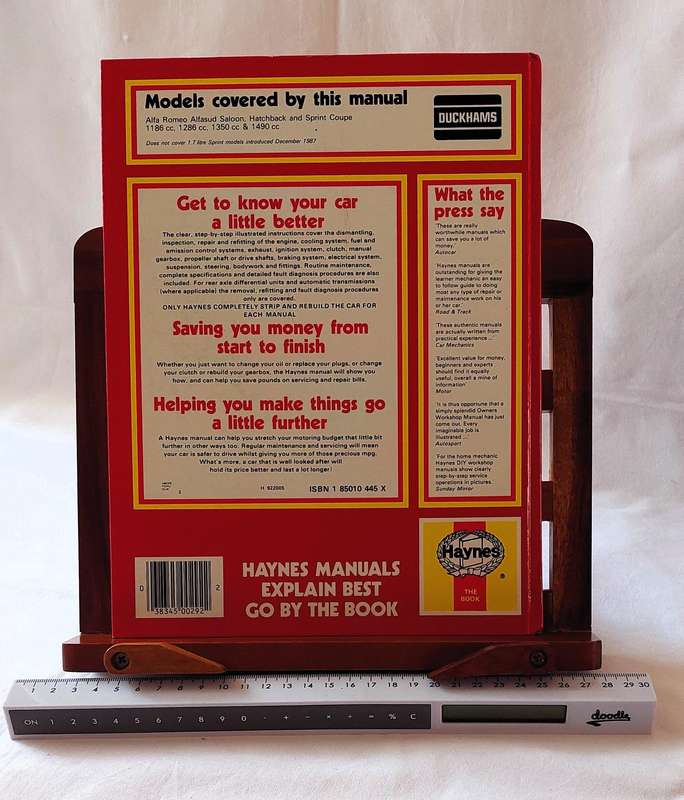 Models covered by this manual
Alfa Romeo Alfasud Saloon, Hatchback and Sprint Coupe
1186 cc, 1286 cc, 1350 cc & 1490 cc
Does not cover 1.7 litre Sprint models introduced December 1987
DUCKHAMS
Get to know your car
a little better
The clear, step-by-step illustrated instructions cover the dismantling,
inspection, repair and refitting of the engine, cooling system, fuel and
emission control systems, exhaust, ignition system, clutch, manual
gearbox, propeller shaft or drive shafts, braking system, electrical system,
suspension, steering, bodywork and fittings. Routine maintenance,
complete specifications and detailed fault diagnosis procedures are also
included. For rear axle differential units and automatic transmissions
(where applicable) the removal, refitting and fault diagnosis procedures
only are covered.
ONLY HAYNES COMPLETELY STRIP AND REBUILD THE CAR FOR
EACH MANUAL
Saving you money from
start to finish
Whether you just want to change your oil or replace your plugs, or change
your clutch or rebuild your gearbox, the Haynes manual will show you
how, and can help you save pounds on servicing and repair bills.
Helping you make things go
a little further
A Haynes manual can help you stretch your motoring budget that little bit
further in other ways too. Regular maintenance and servicing will mean
your car is safer to drive whilst giving you more of those precious mpg.
What's more, a car that is well looked after will
hold its price better and last a lot longer!
H 922005
ISBN 1 85010 445 X
What the
press say
'These are really
worthwhile manuals which
can save you a lot of
money.'
Autocar
'Haynes manuals are
outstanding for giving the
learner mechanic an easy
to follow guide to doing
most any type of repair or
maintenance work on his
or her car.'
Road & Track
'These authentic manuals
are actually written from
practical experience ...'
Car Mechanics
'Excellent value for money,
beginners and experts
should find it equally
useful, overall a mine of
information'
Motor
'It is thus opportune that a
simply splendid Owners
Workshop Manual has just
come out. Every
imaginable job is
illustrated ...'
Autosport
'For the home mechanic
Haynes DIY workshop
manuals show clearly
step-by-step service
operations in pictures.'
Sunday Mirror
0 38345 00292 2
HAYNES MANUALS
EXPLAIN BEST
GO BY THE BOOK
Haynes
®
THE
BOOK
1 2 3 4 5 6 7 8 9 10 11 12 13 14 15 16 17 18 19 20 21 22 23 24 25 26 27 28 29 30
ON 1 2 3 4 5 6 7 8 9 0 · + - × ÷ = % C
doodle